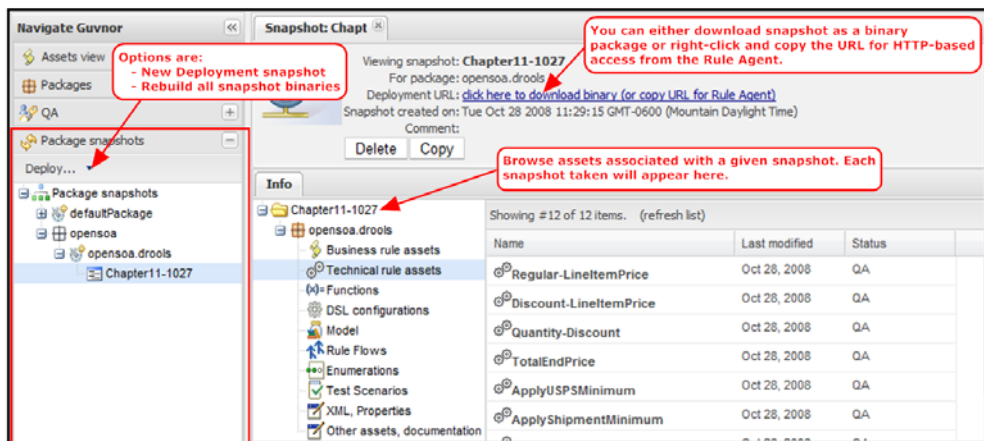 Navigate Guvnor
Assets view
Packages
QA
Package snapshots
Deploy...
Package snapshots
defaultPackage
opensoa
opensoa.drools
Chapter11-1027
Options are:
- New Deployment snapshot
- Rebuild all snapshot binaries
Snapshot: Chapt
Viewing snapshot: Chapter11-1027
For package: opensoa.drools
Deployment URL: click here to download binary (or copy URL for Rule Agent)
Snapshot created on: Tue Oct 28 2008 11:29:15 GMT-0600 (Mountain Daylight Time)
Comment:
Delete Copy
You can either download snapshot as a binary
package or right-click and copy the URL for HTTP-based
access from the Rule Agent.
Browse assets associated with a given snapshot. Each
snapshot taken will appear here.
Info
Chapter11-1027
opensoa.drools
Business rule assets
Technical rule assets
(x)= Functions
DSL configurations
Model
Rule Flows
Enumerations
Test Scenarios
XML, Properties
Other assets, documentation
Showing #12 of 12 items. (refresh list)
Name Last modified Status
Regular-LineItemPrice Oct 28, 2008 QA
Discount-LineItemPrice Oct 28, 2008 QA
Quantity-Discount Oct 28, 2008 QA
TotalEndPrice Oct 28, 2008 QA
ApplyUSPSMinimum Oct 28, 2008 QA
ApplyShipmentMinimum Oct 28, 2008 QA